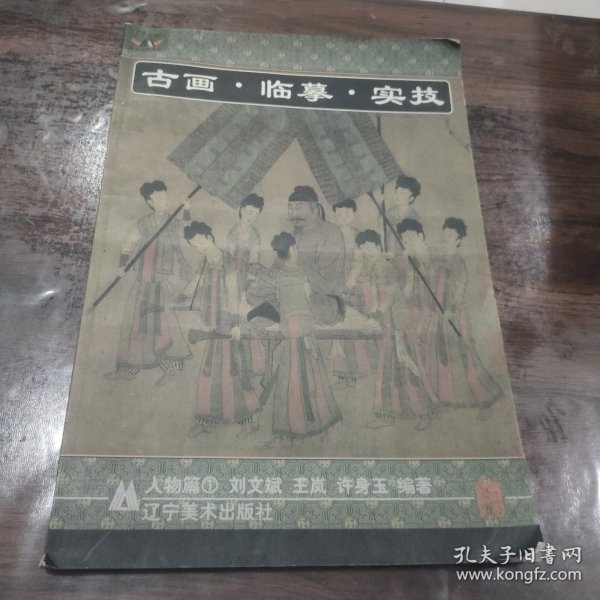 古画·临摹·实技
人物篇① 刘文斌 王岚 许身玉 编著
辽宁美术出版社
孔夫子旧书网
www.kongfz.com